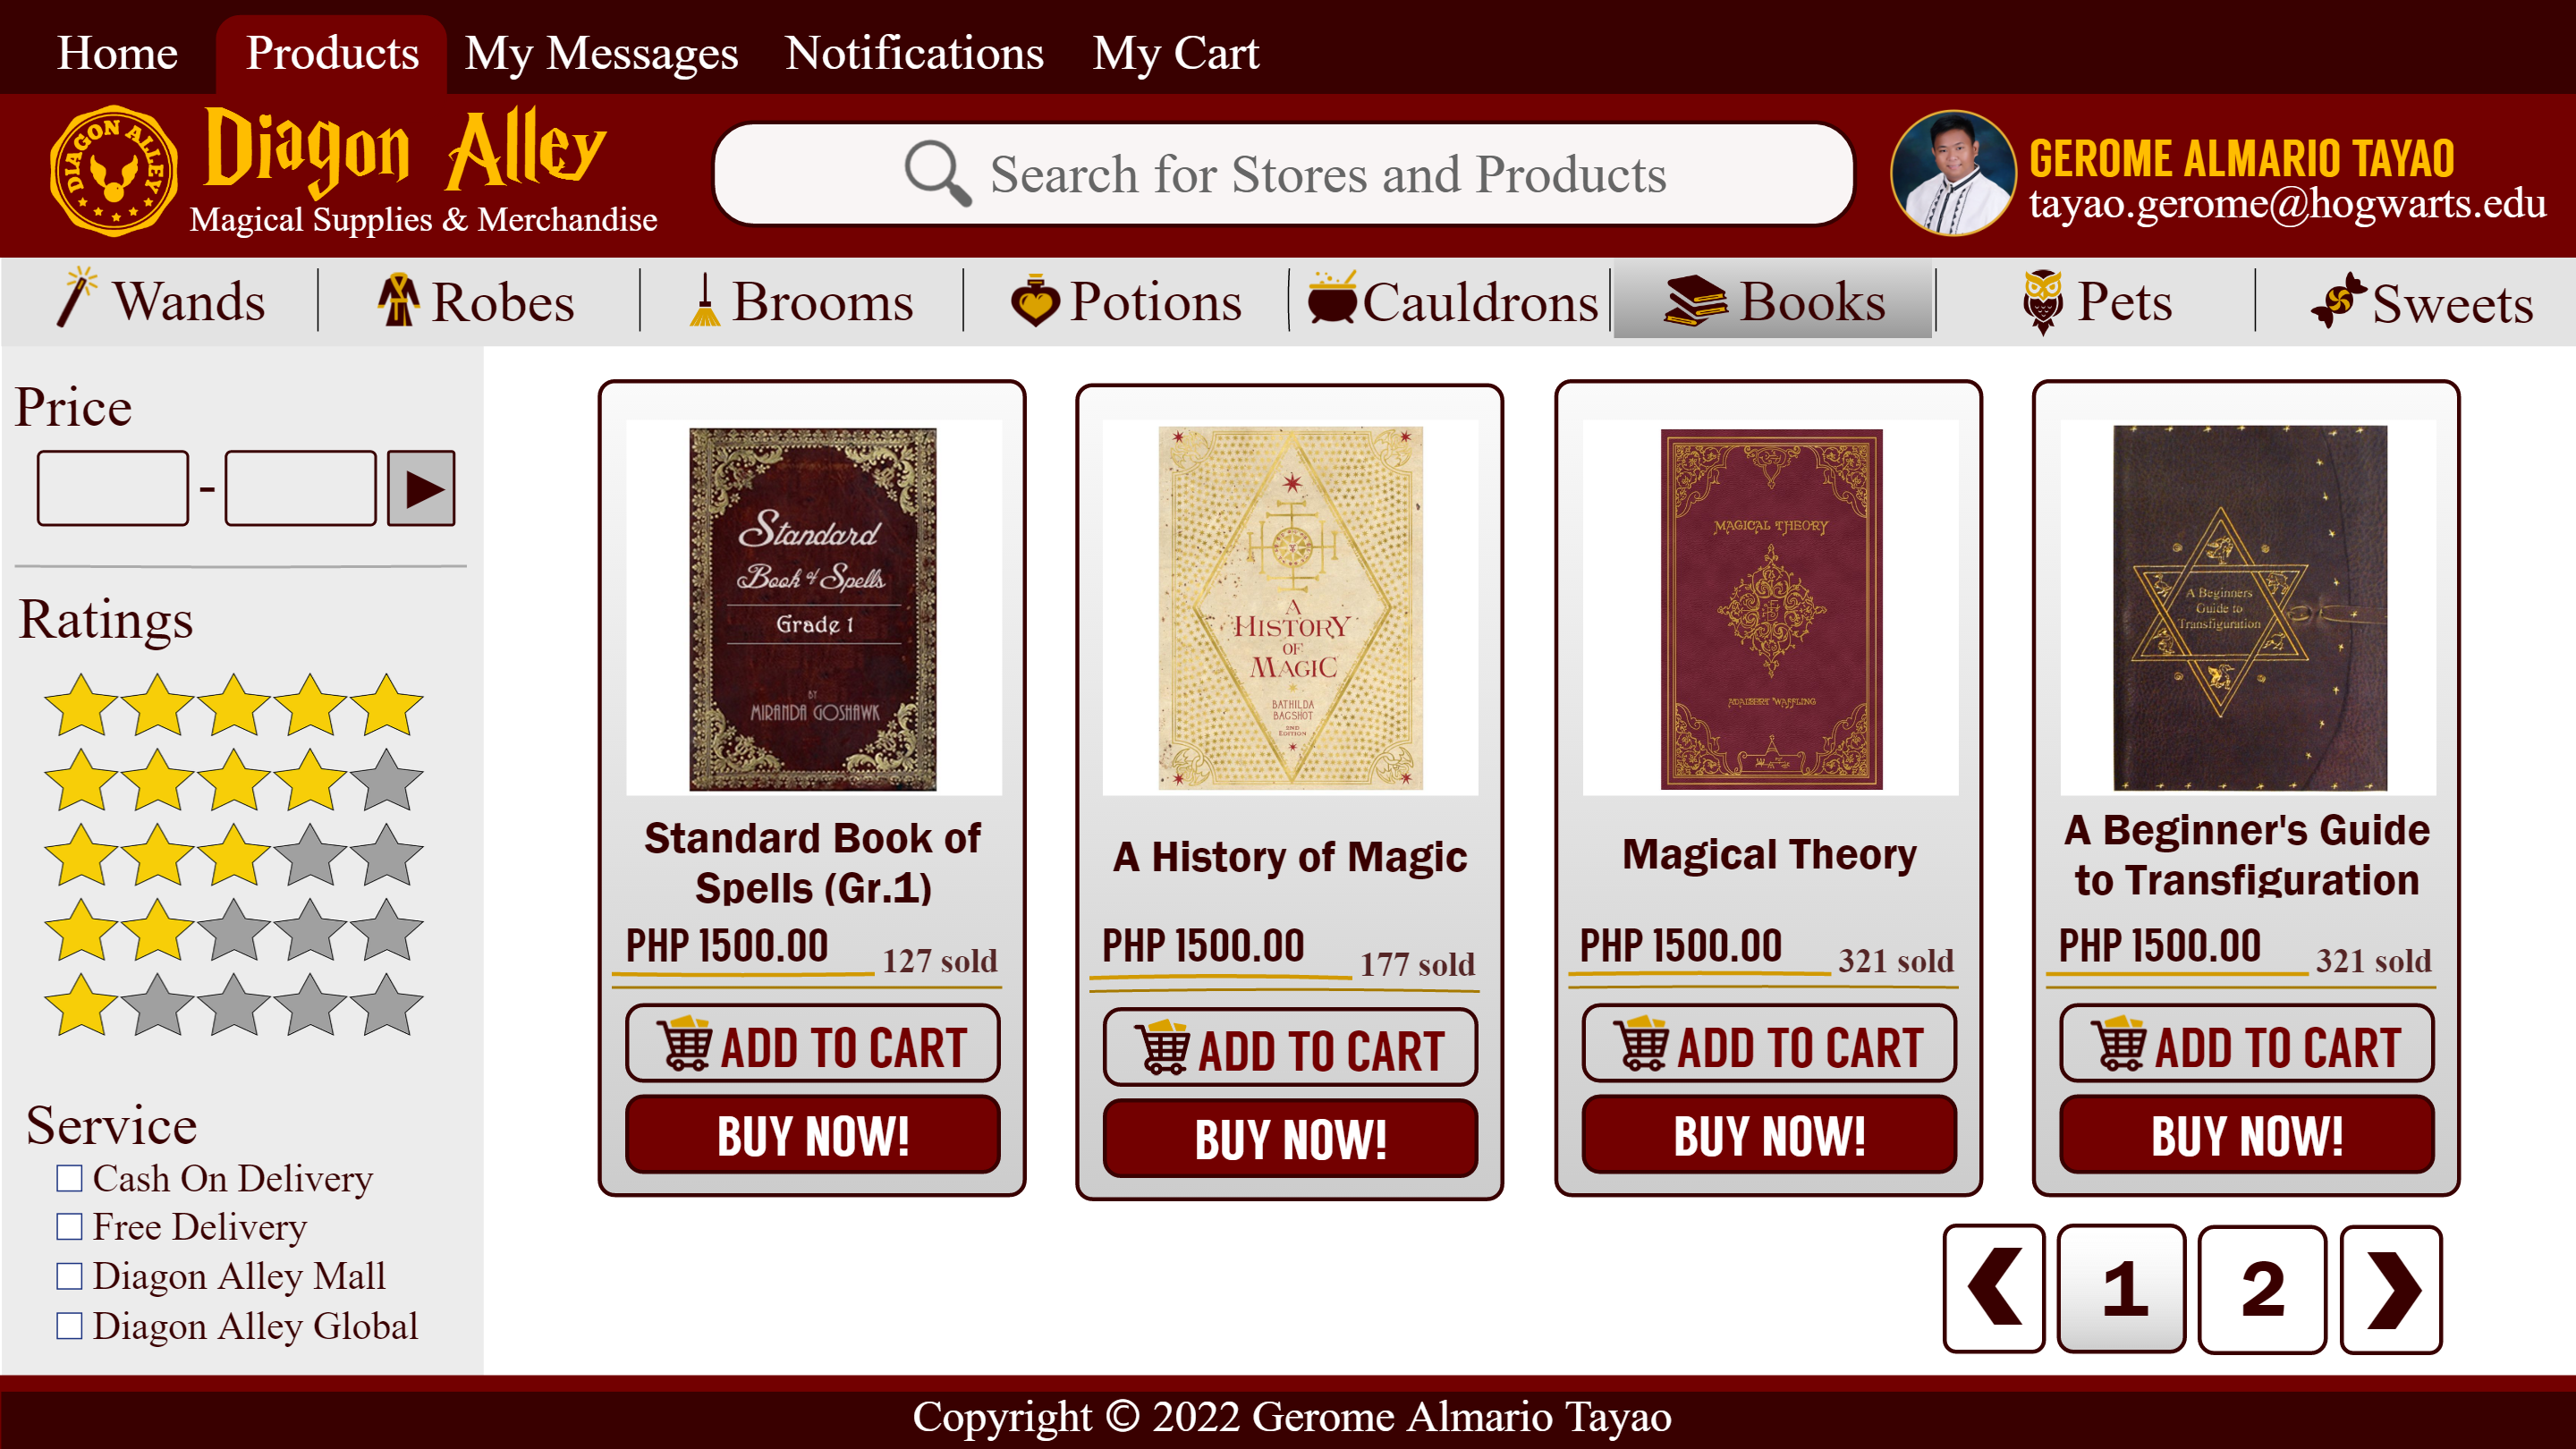 Home Products My Messages Notifications My Cart
DIAGON ALLEY
Diagon Alley
Magical Supplies & Merchandise
Search for Stores and Products
GEROME ALMARIO TAYAO
tayao.gerome@hogwarts.edu
Wands Robes Brooms Potions Cauldrons Books Pets Sweets
Price
-
Ratings
Service
Cash On Delivery
Free Delivery
Diagon Alley Mall
Diagon Alley Global
Standard
Book of Spells
Grade 1
BY
MIRANDA GOSHAWK
Standard Book of
Spells (Gr.1)
PHP 1500.00
127 sold
ADD TO CART
BUY NOW!
A
HISTORY
OF
MAGIC
BATHILDA
BAGSHOT
2ND
EDITION
A History of Magic
PHP 1500.00
177 sold
ADD TO CART
BUY NOW!
MAGICAL THEORY
ADALBERT WAFFLING
Magical Theory
PHP 1500.00
321 sold
ADD TO CART
BUY NOW!
A Beginners
Guide to
Transfiguration
A Beginner's Guide
to Transfiguration
PHP 1500.00
321 sold
ADD TO CART
BUY NOW!
1 2
Copyright © 2022 Gerome Almario Tayao